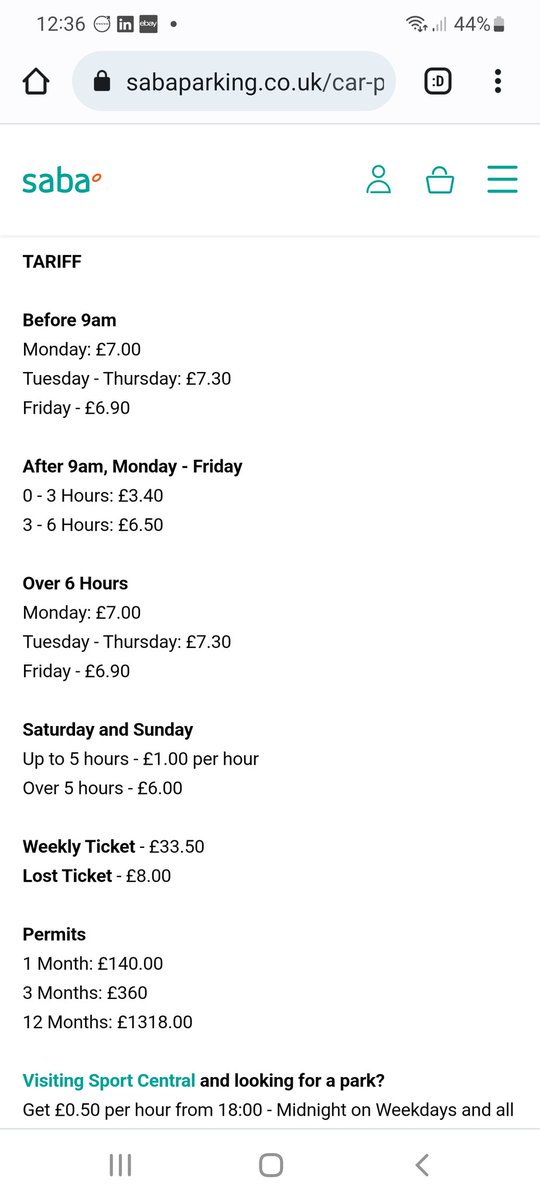 12:36 in ebay 44%
sabaparking.co.uk/car-p :D
saba
TARIFF
Before 9am
Monday: £7.00
Tuesday - Thursday: £7.30
Friday - £6.90
After 9am, Monday - Friday
0 - 3 Hours: £3.40
3 - 6 Hours: £6.50
Over 6 Hours
Monday: £7.00
Tuesday - Thursday: £7.30
Friday - £6.90
Saturday and Sunday
Up to 5 hours - £1.00 per hour
Over 5 hours - £6.00
Weekly Ticket - £33.50
Lost Ticket - £8.00
Permits
1 Month: £140.00
3 Months: £360
12 Months: £1318.00
Visiting Sport Central and looking for a park?
Get £0.50 per hour from 18:00 - Midnight on Weekdays and all